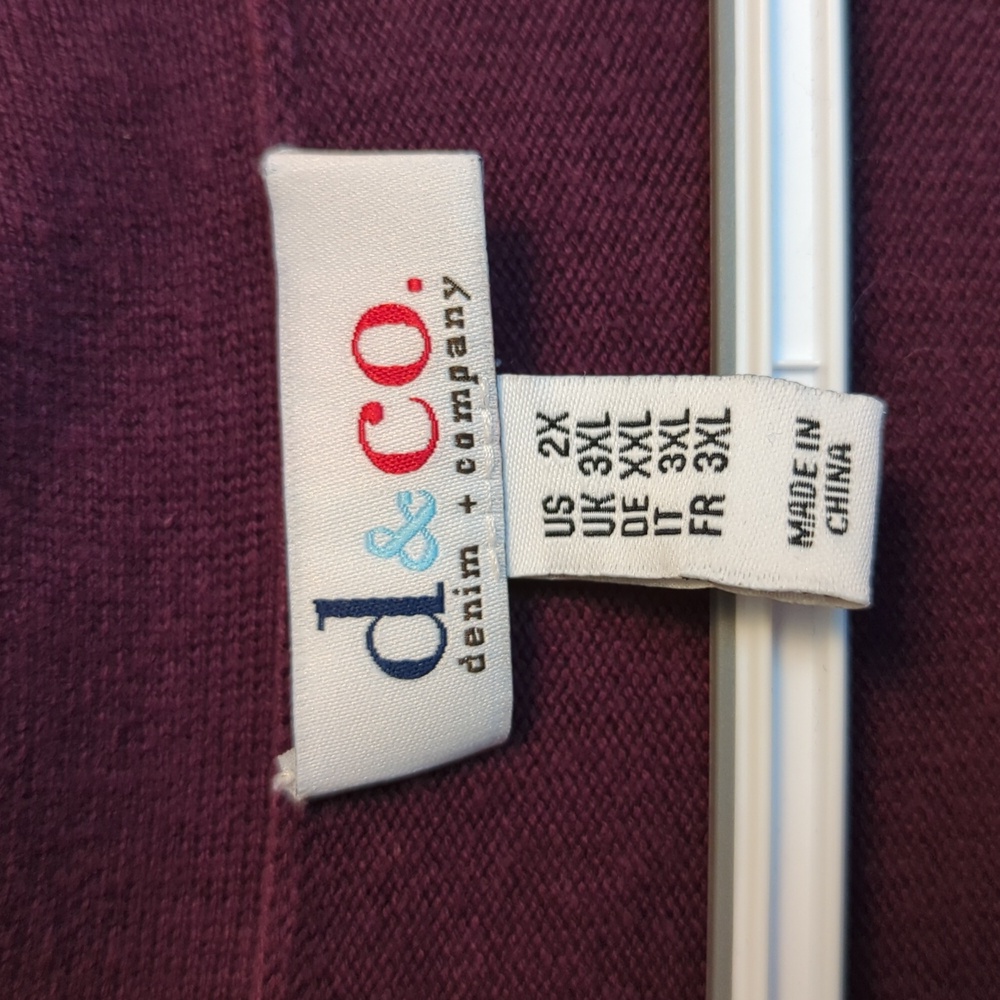 d & co.
denim + company
US 2X
UK 3XL
DE XXL
IT 3XL
FR 3XL
MADE IN
CHINA